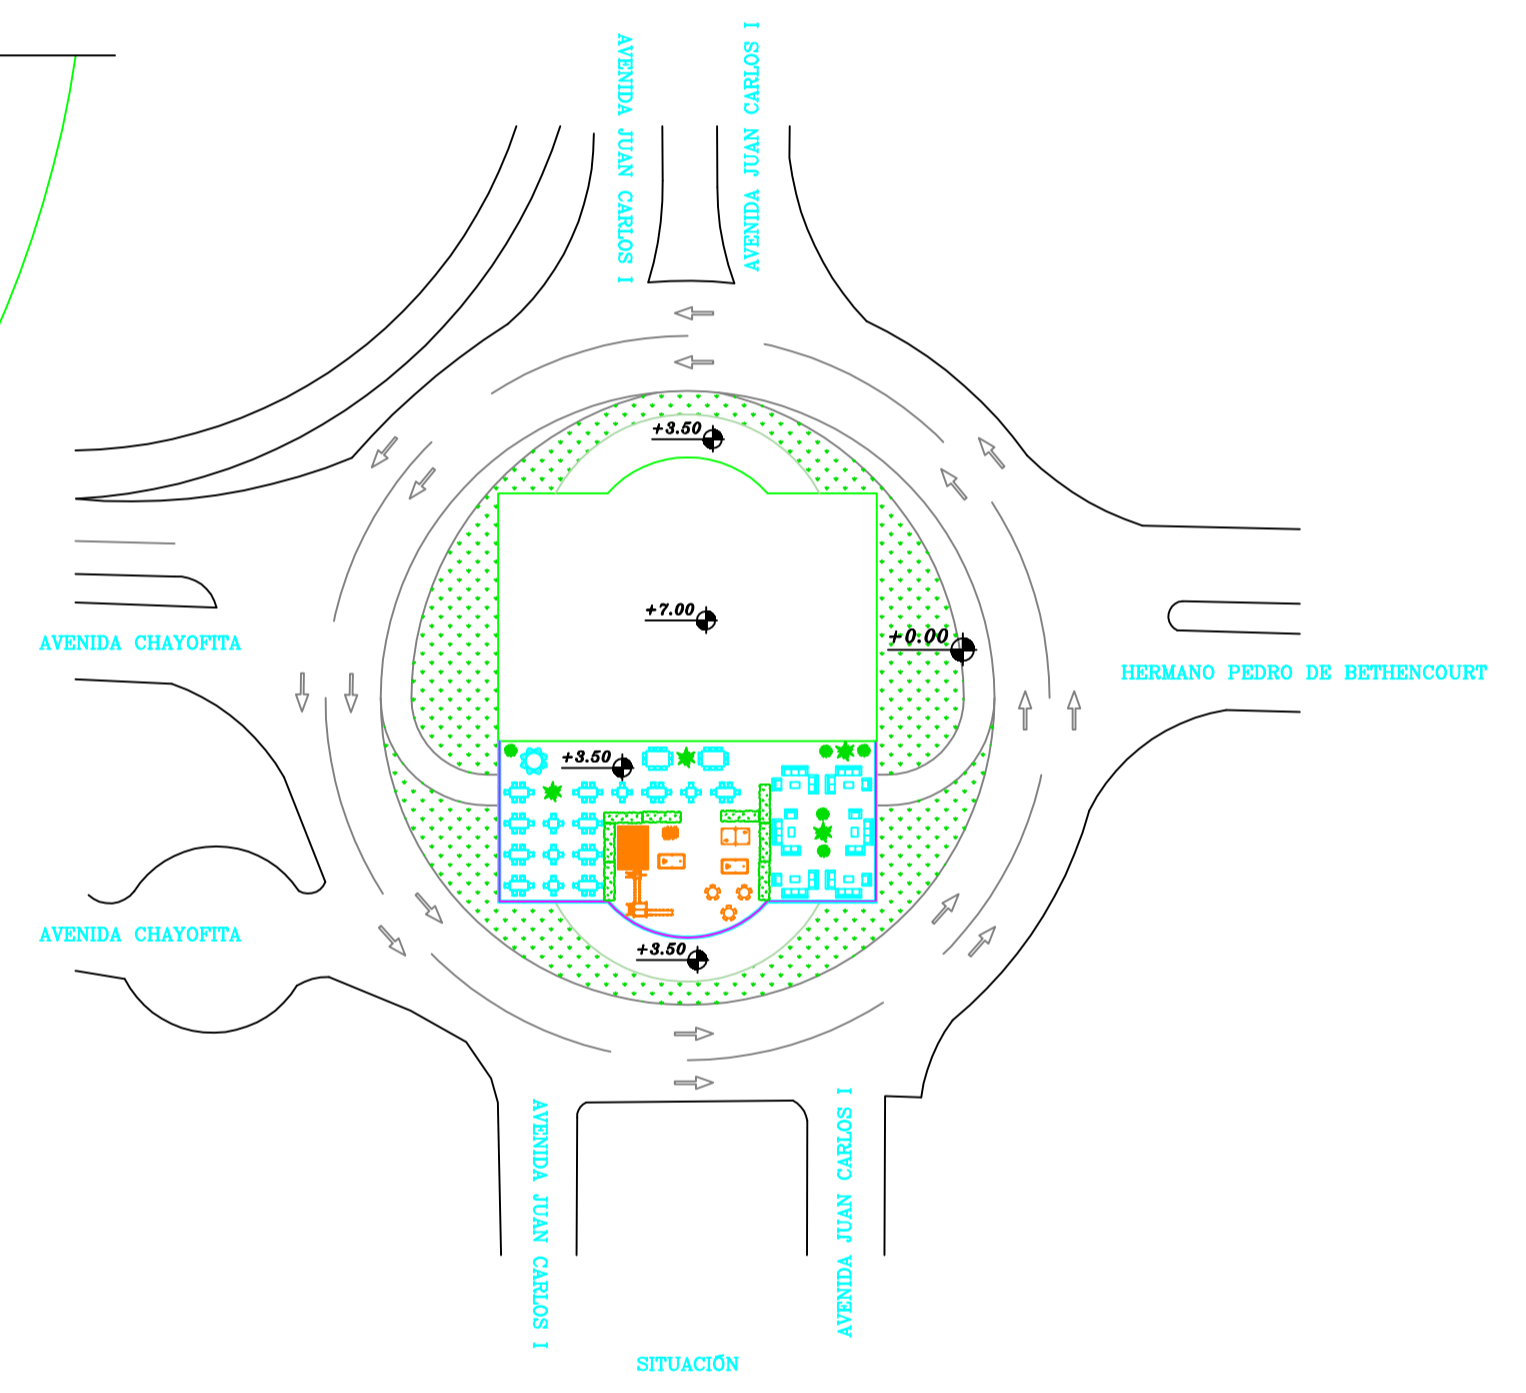 AVENIDA JUAN CARLOS I
AVENIDA JUAN CARLOS I
+3.50
+7.00
+0.00
AVENIDA CHAYOFITA
HERMANO PEDRO DE BETHENCOURT
+3.50
AVENIDA CHAYOFITA
+3.50
AVENIDA JUAN CARLOS I
AVENIDA JUAN CARLOS I
SITUACIÓN